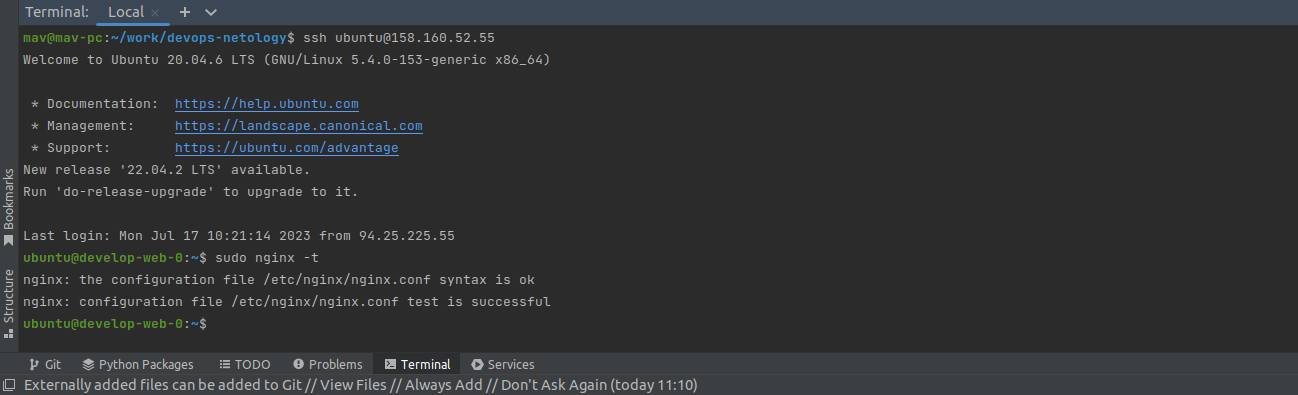 Terminal: Local × + 
mav@mav-pc:~/work/devops-netology$ ssh ubuntu@158.160.52.55
Welcome to Ubuntu 20.04.6 LTS (GNU/Linux 5.4.0-153-generic x86_64)
* Documentation: https://help.ubuntu.com
* Management: https://landscape.canonical.com
* Support: https://ubuntu.com/advantage
New release '22.04.2 LTS' available.
Run 'do-release-upgrade' to upgrade to it.
Last login: Mon Jul 17 10:21:14 2023 from 94.25.225.55
ubuntu@develop-web-0:~$ sudo nginx -t
nginx: the configuration file /etc/nginx/nginx.conf syntax is ok
nginx: configuration file /etc/nginx/nginx.conf test is successful
ubuntu@develop-web-0:~$
Bookmarks
Structure
Git Python Packages TODO Problems Terminal Services
Externally added files can be added to Git // View Files // Always Add // Don't Ask Again (today 11:10)